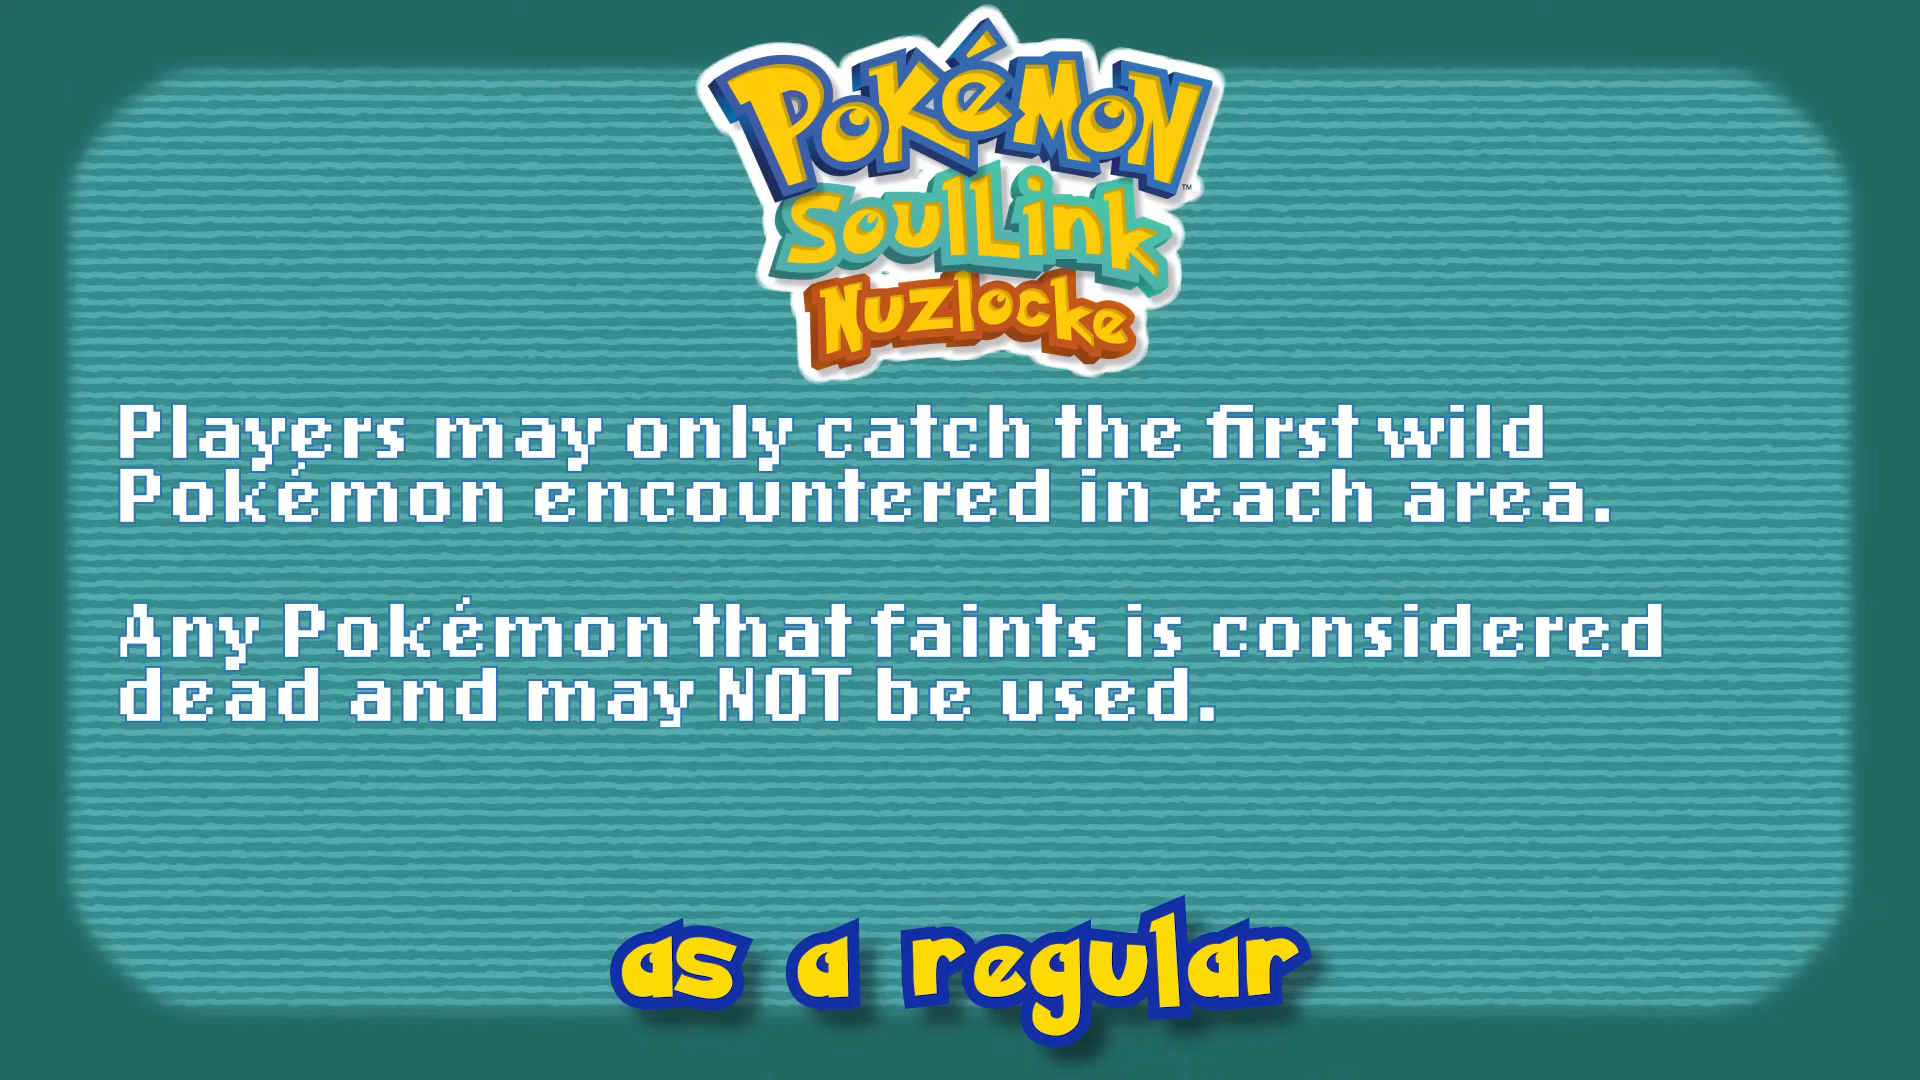 Pokémon
SoulLink
Nuzlocke
Players may only catch the first wild
Pokémon encountered in each area.
Any Pokémon that faints is considered
dead and may NOT be used.
as a regular